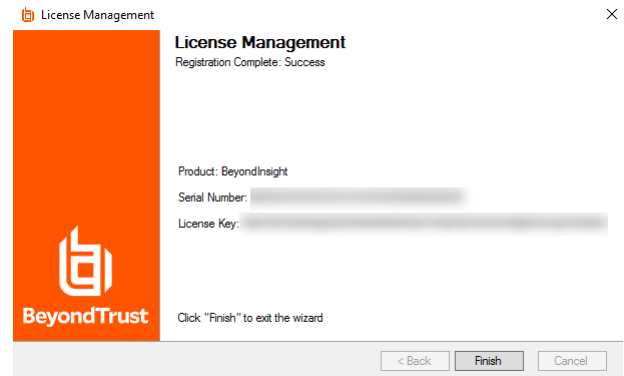 License Management
License Management
Registration Complete: Success
Product: BeyondInsight
Serial Number:
License Key:
BeyondTrust
Click "Finish" to exit the wizard
< Back Finish Cancel